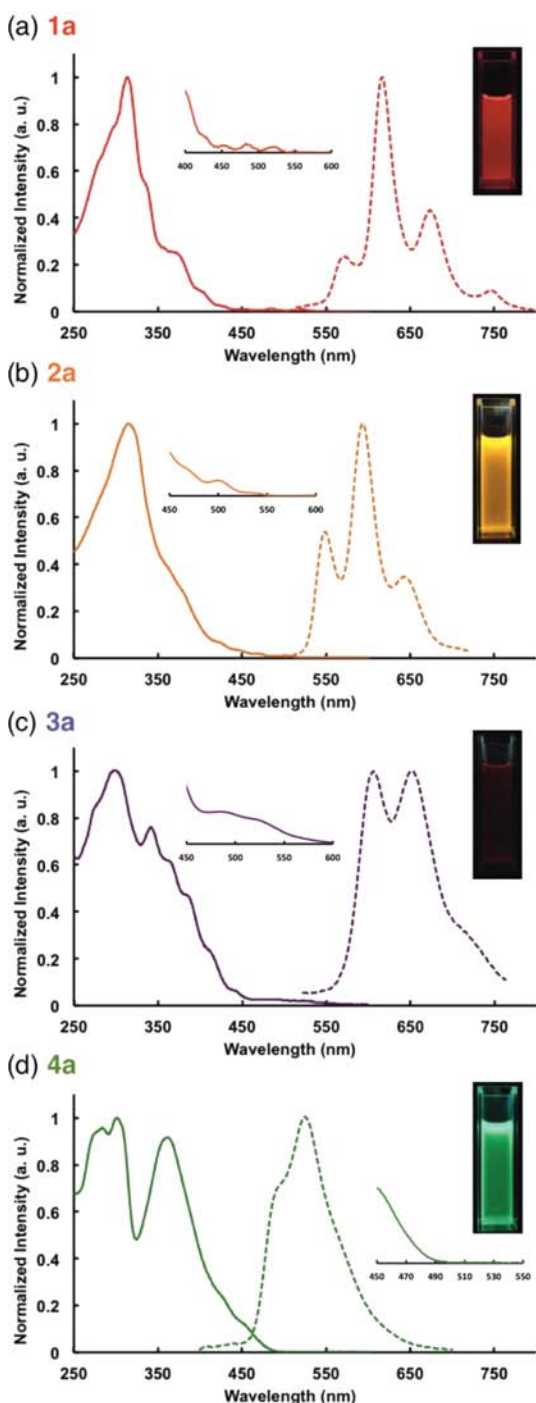 (a) 1a
Normalized Intensity (a. u.)
1
0.8
0.6
0.4
0.2
0
400 450 500 550 600
250 350 450 550 650 750
Wavelength (nm)
(b) 2a
Normalized Intensity (a. u.)
1
0.8
0.6
0.4
0.2
0
450 500 550 600
250 350 450 550 650 750
Wavelength (nm)
(c) 3a
Normalized Intensity (a. u.)
1
0.8
0.6
0.4
0.2
0
450 500 550 600
250 350 450 550 650 750
Wavelength (nm)
(d) 4a
Normalized Intensity (a. u.)
1
0.8
0.6
0.4
0.2
0
450 470 490 510 530 550
250 350 450 550 650 750
Wavelength (nm)